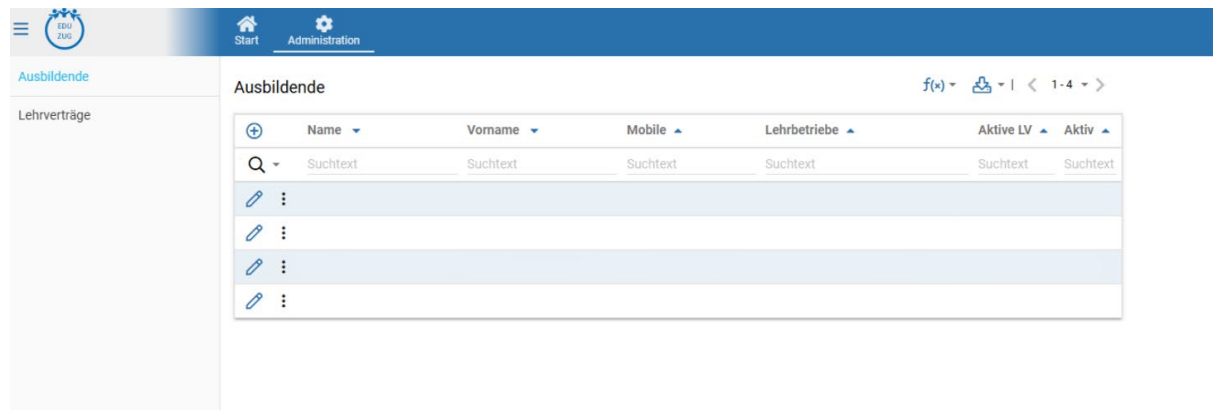 EDU
ZUG
Start Administration
Ausbildende
Lehrverträge
Ausbildende f(x) 1-4
Name Vorname Mobile Lehrbetriebe Aktive LV Aktiv
Suchtext Suchtext Suchtext Suchtext Suchtext Suchtext